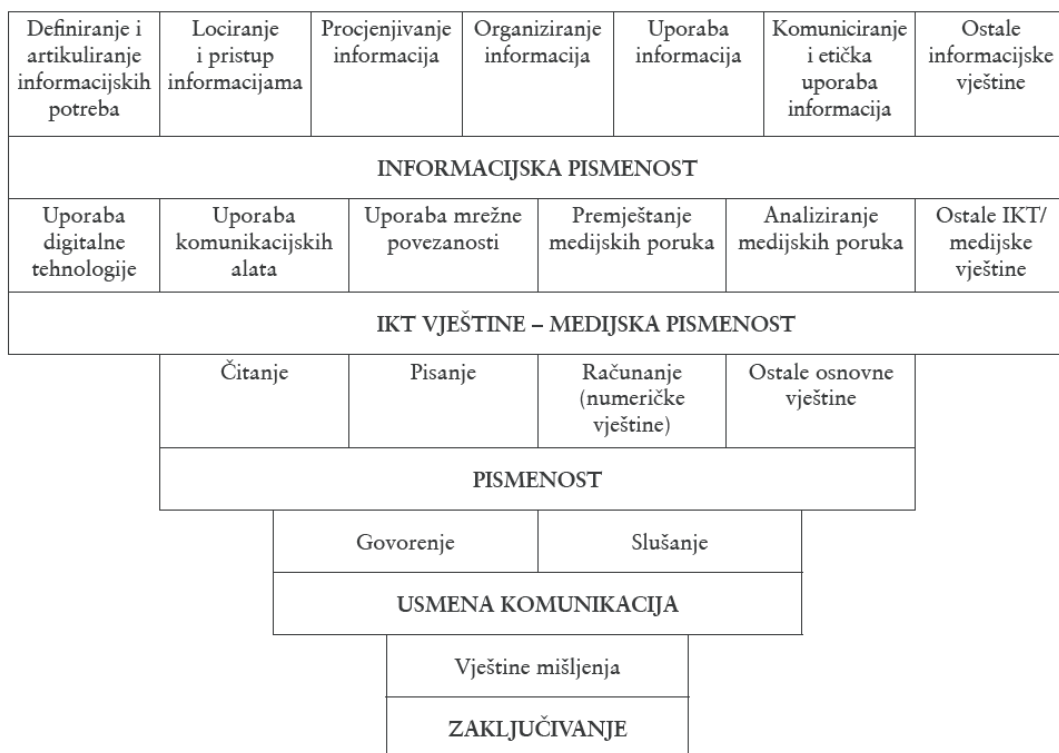 Definiranje i
artikuliranje
informacijskih
potreba
Lociranje
i pristup
informacijama
Procjenjivanje
informacija
Organiziranje
informacija
Uporaba
informacija
Komuniciranje
i etička
uporaba
informacija
Ostale
informacijske
vještine
INFORMACIJSKA PISMENOST
Uporaba
digitalne
tehnologije
Uporaba
komunikacijskih
alata
Uporaba mrežne
povezanosti
Premještanje
medijskih poruka
Analiziranje
medijskih poruka
Ostale IKT/
medijske
vještine
IKT VJEŠTINE – MEDIJSKA PISMENOST
Čitanje
Pisanje
Računanje
(numeričke
vještine)
Ostale osnovne
vještine
PISMENOST
Govorenje
Slušanje
USMENA KOMUNIKACIJA
Vještine mišljenja
ZAKLJUČIVANJE